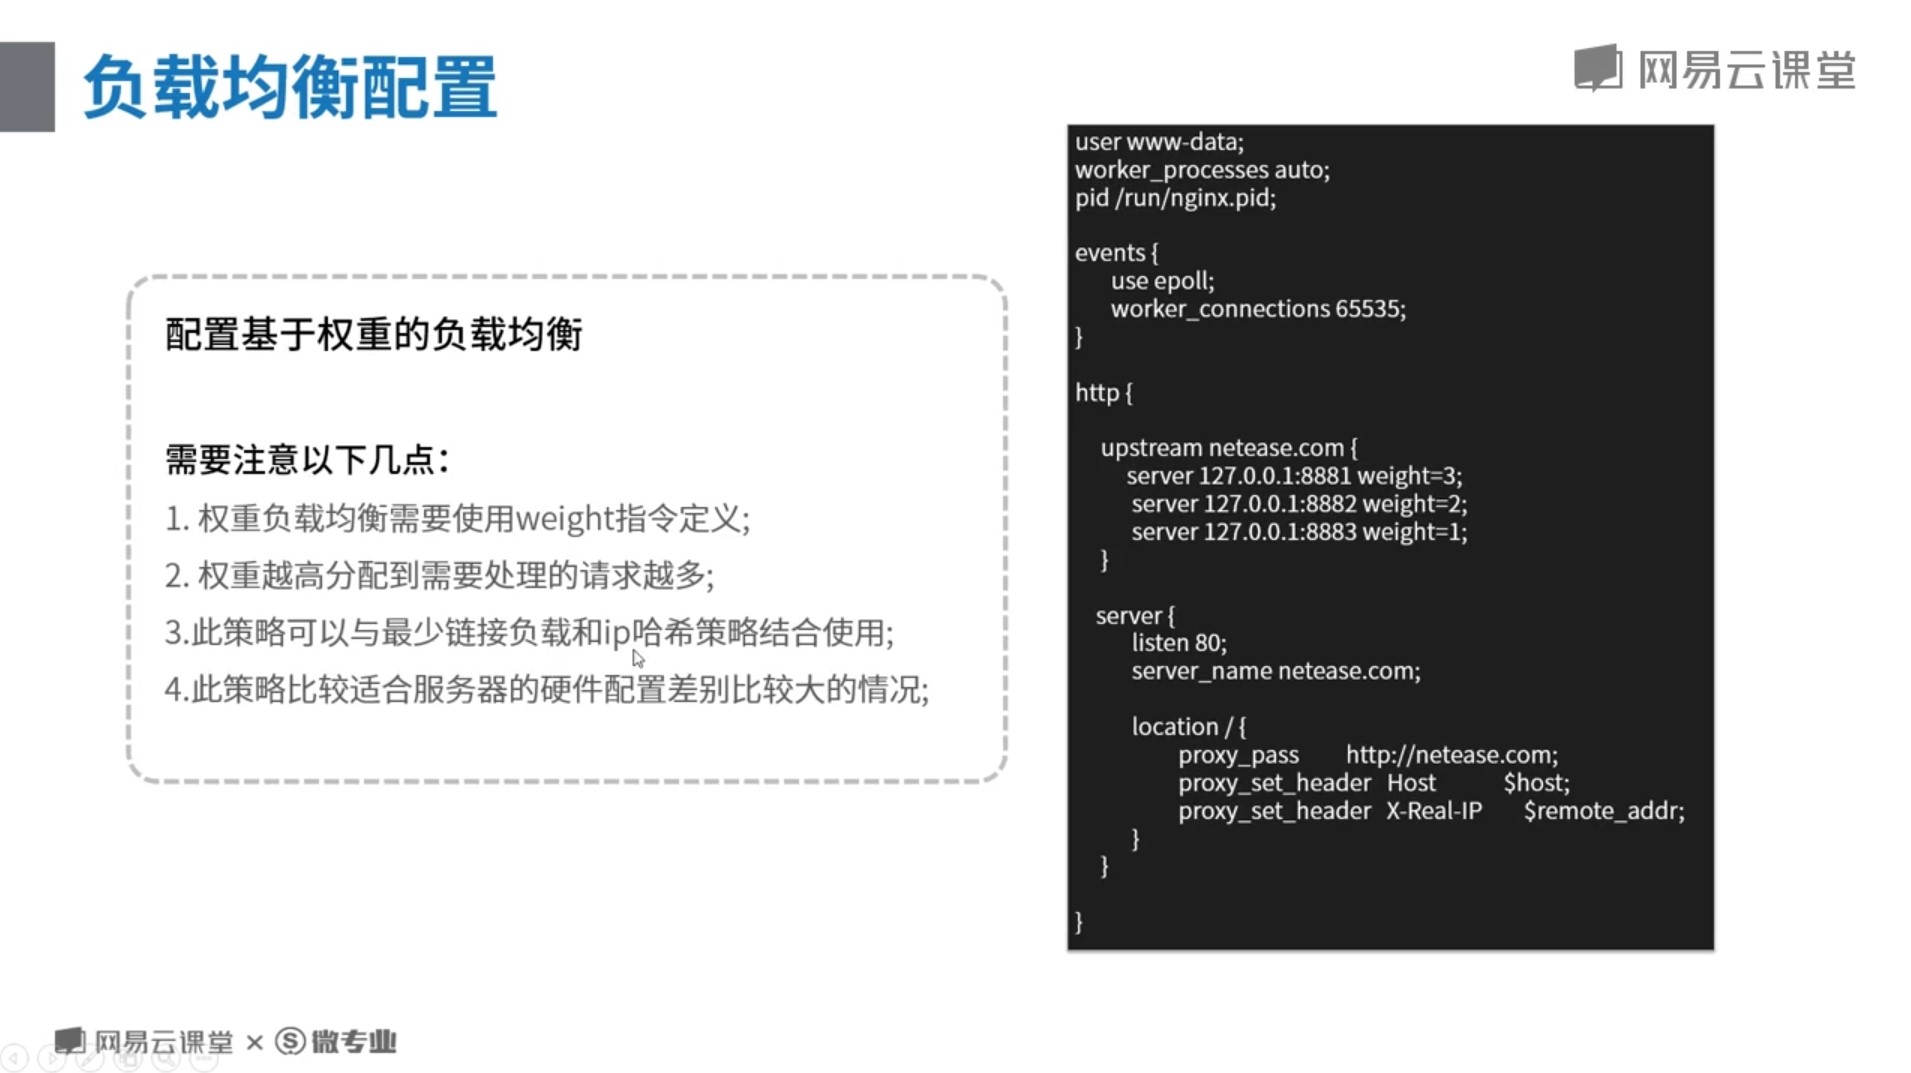 负载均衡配置
网易云课堂
配置基于权重的负载均衡
需要注意以下几点：
1. 权重负载均衡需要使用weight指令定义;
2. 权重越高分配到需要处理的请求越多;
3.此策略可以与最少链接负载和ip哈希策略结合使用;
4.此策略比较适合服务器的硬件配置差别比较大的情况;
user www-data;
worker_processes auto;
pid /run/nginx.pid;
events {
use epoll;
worker_connections 65535;
}
http {
upstream netease.com {
server 127.0.0.1:8881 weight=3;
server 127.0.0.1:8882 weight=2;
server 127.0.0.1:8883 weight=1;
}
server {
listen 80;
server_name netease.com;
location / {
proxy_pass http://netease.com;
proxy_set_header Host $host;
proxy_set_header X-Real-IP $remote_addr;
}
}
}
网易云课堂 × 微专业